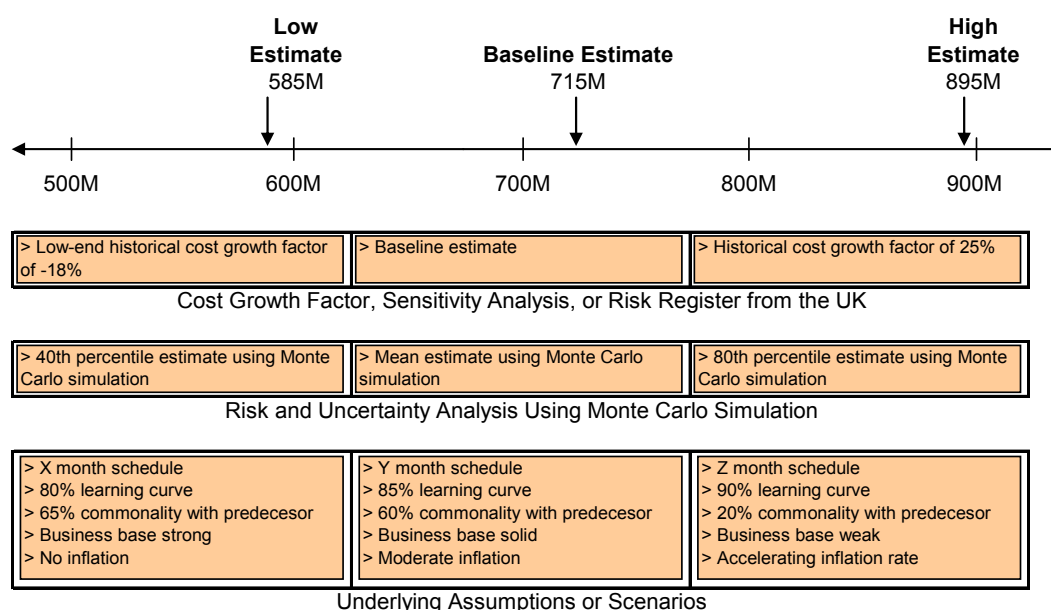 Low
Estimate
585M
Baseline Estimate
715M
High
Estimate
895M
500M
600M
700M
800M
900M
> Low-end historical cost growth factor
of -18%
> Baseline estimate
> Historical cost growth factor of 25%
Cost Growth Factor, Sensitivity Analysis, or Risk Register from the UK
> 40th percentile estimate using Monte
Carlo simulation
> Mean estimate using Monte Carlo
simulation
> 80th percentile estimate using Monte
Carlo simulation
Risk and Uncertainty Analysis Using Monte Carlo Simulation
> X month schedule
> 80% learning curve
> 65% commonality with predecesor
> Business base strong
> No inflation
> Y month schedule
> 85% learning curve
> 60% commonality with predecesor
> Business base solid
> Moderate inflation
> Z month schedule
> 90% learning curve
> 20% commonality with predecesor
> Business base weak
> Accelerating inflation rate
Underlying Assumptions or Scenarios